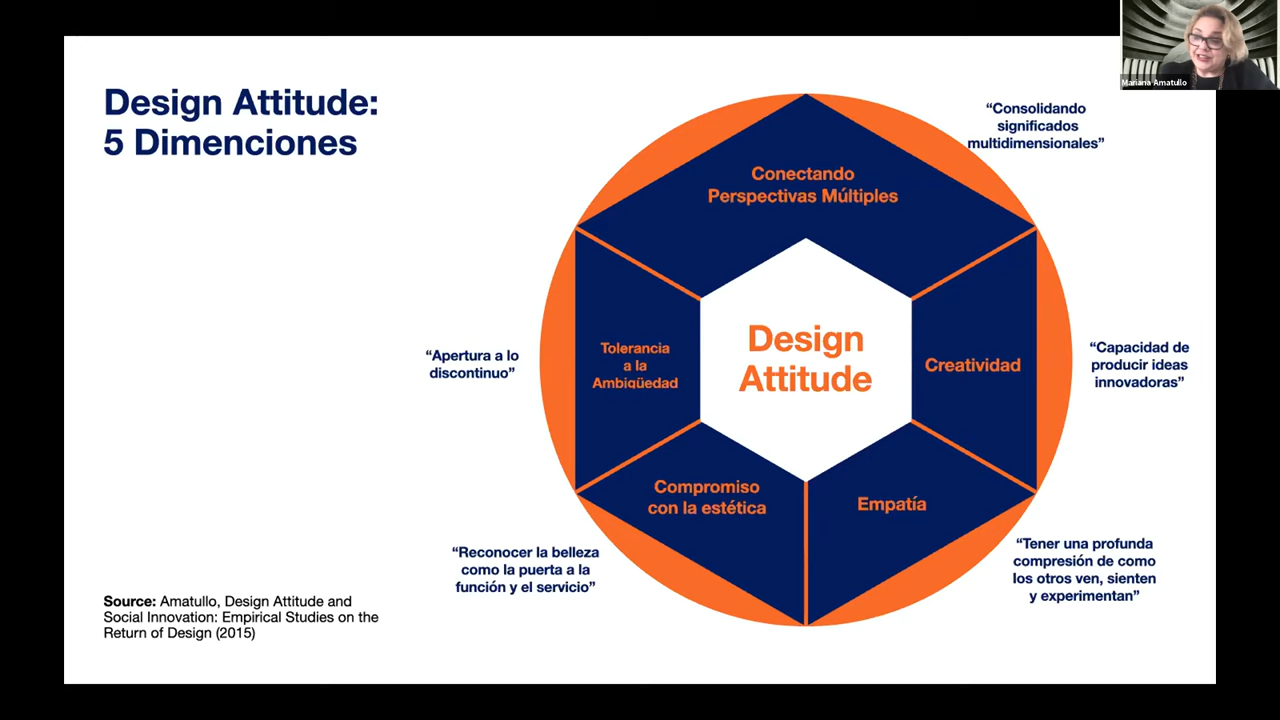 Design Attitude:
5 Dimenciones
Mariana Amatullo
“Consolidando
significados
multidimensionales”
Conectando
Perspectivas Múltiples
“Apertura a lo
discontinuo”
Tolerancia
a la
Ambigüedad
Design
Attitude
Creatividad
“Capacidad de
producir ideas
innovadoras”
Compromiso
con la estética
Empatía
“Reconocer la belleza
como la puerta a la
función y el servicio”
“Tener una profunda
compresión de como
los otros ven, sienten
y experimentan”
Source: Amatullo, Design Attitude and
Social Innovation: Empirical Studies on the
Return of Design (2015)